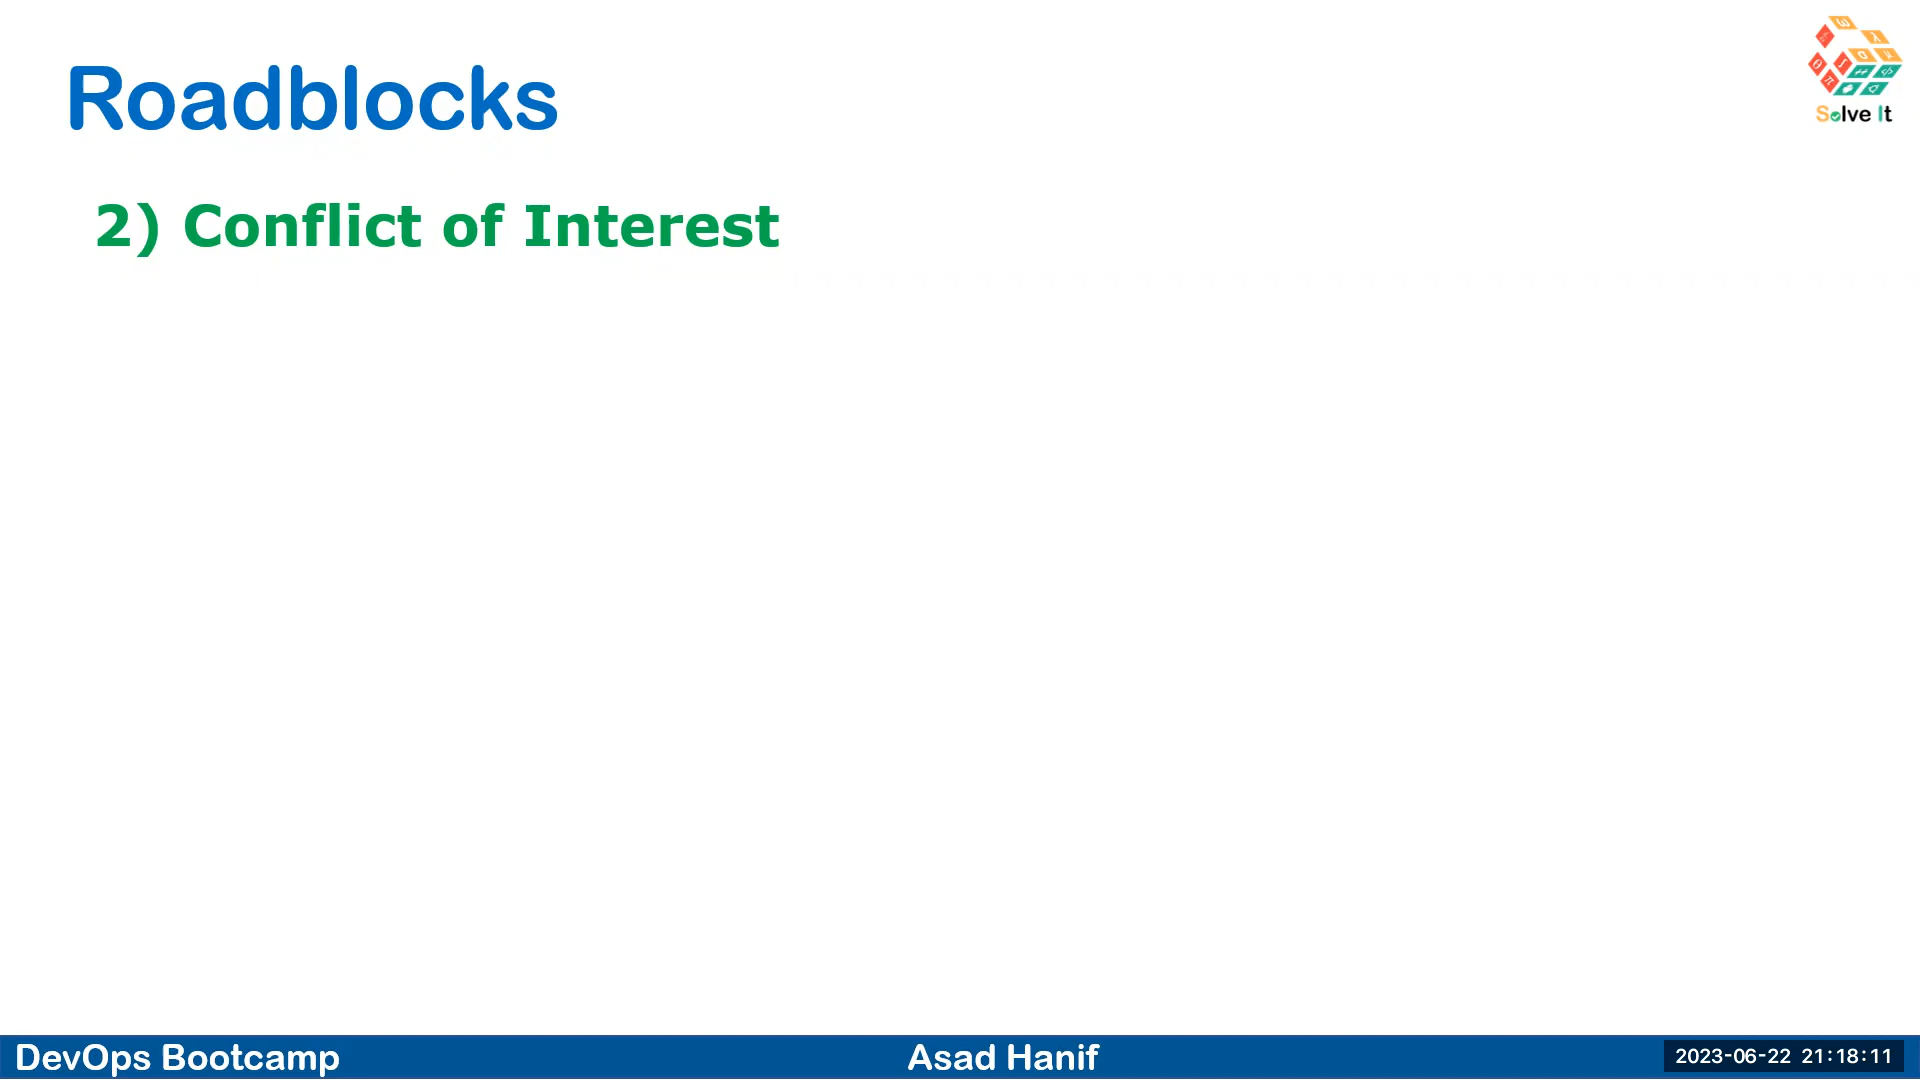 Roadblocks
Solve It
2) Conflict of Interest
DevOps Bootcamp
Asad Hanif
2023-06-22 21:18:11